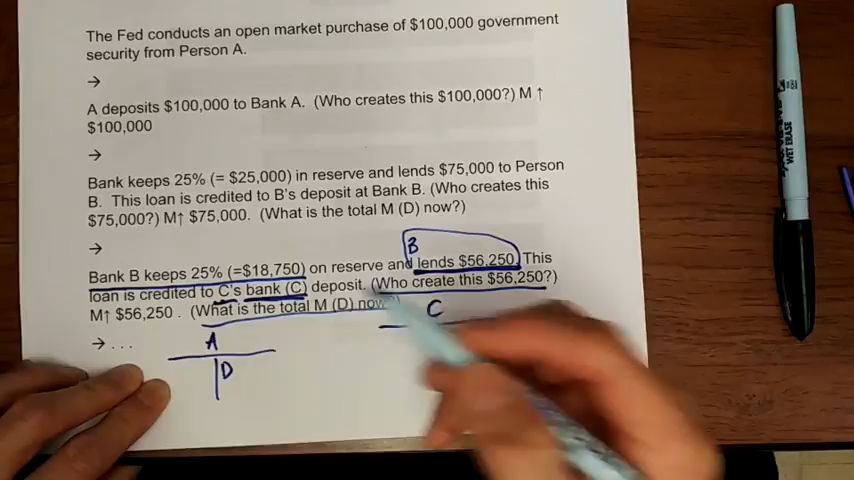 The Fed conducts an open market purchase of $100,000 government
security from Person A.
→
A deposits $100,000 to Bank A. (Who creates this $100,000?) M ↑
$100,000
→
Bank keeps 25% (= $25,000) in reserve and lends $75,000 to Person
B. This loan is credited to B's deposit at Bank B. (Who creates this
$75,000?) M↑ $75,000. (What is the total M (D) now?)
→
B
Bank B keeps 25% (=$18,750) on reserve and lends $56,250. This
loan is credited to C's bank (C) deposit. (Who create this $56,250?)
M↑ $56,250 . (What is the total M (D) now?)
→ . . .
A
C
D
WET ERASE